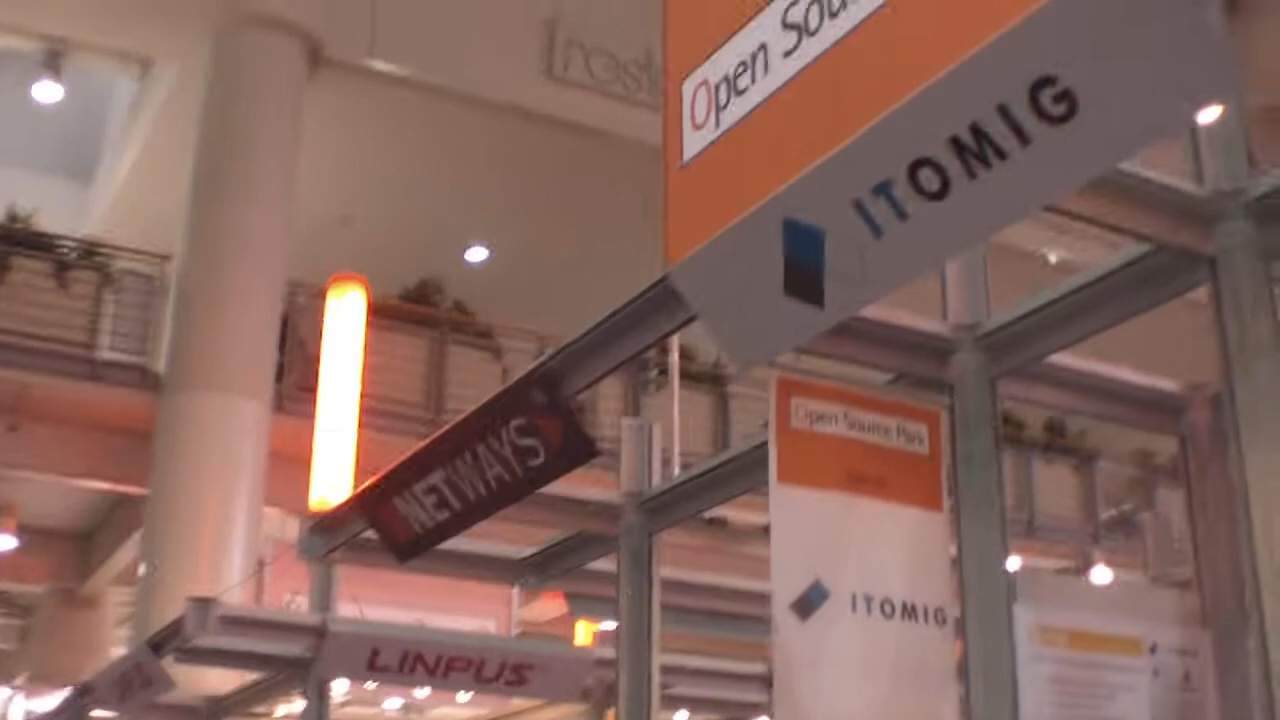 Open Sou
ITOMIG
NETWAYS
Open Source Park
ITOMIG
LINPUS